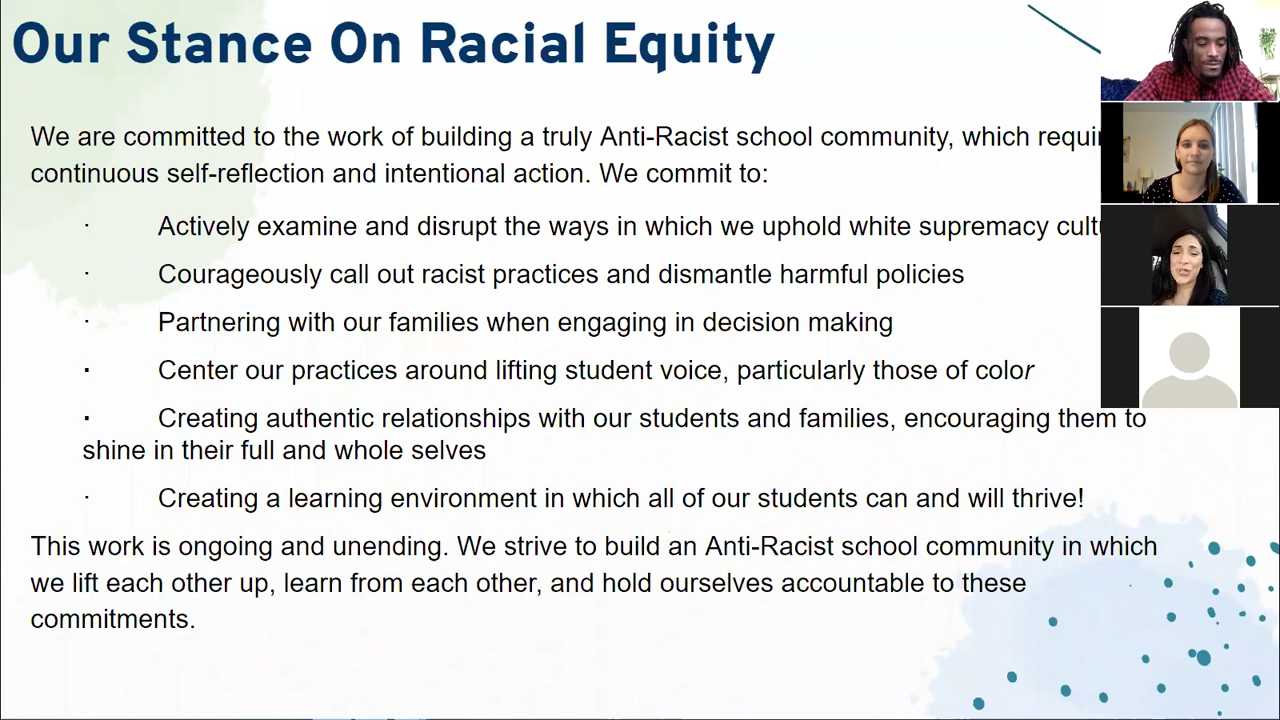 Our Stance On Racial Equity
We are committed to the work of building a truly Anti-Racist school community, which
continuous self-reflection and intentional action. We commit to:
· Actively examine and disrupt the ways in which we uphold white supremacy
· Courageously call out racist practices and dismantle harmful policies
· Partnering with our families when engaging in decision making
· Center our practices around lifting student voice, particularly those of color
· Creating authentic relationships with our students and families, encouraging them to
shine in their full and whole selves
· Creating a learning environment in which all of our students can and will thrive!
This work is ongoing and unending. We strive to build an Anti-Racist school community in which
we lift each other up, learn from each other, and hold ourselves accountable to these
commitments.